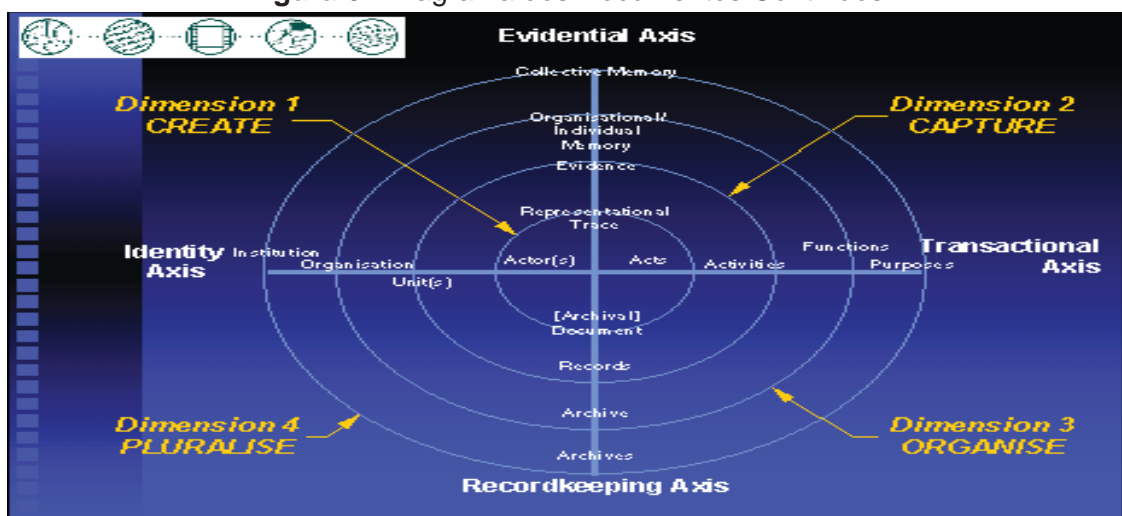 Evidential Axis
Collective Memory
Dimension 1
CREATE
Dimension 2
CAPTURE
Organisational/
Individual
Memory
Evidence
Representational
Trace
Identity
Axis
Institution
Organisation
Unit(s)
Actor(s)
Acts
Activities
Functions
Purposes
Transactional
Axis
[Archival]
Document
Records
Archive
Archives
Dimension 4
PLURALISE
Dimension 3
ORGANISE
Recordkeeping Axis